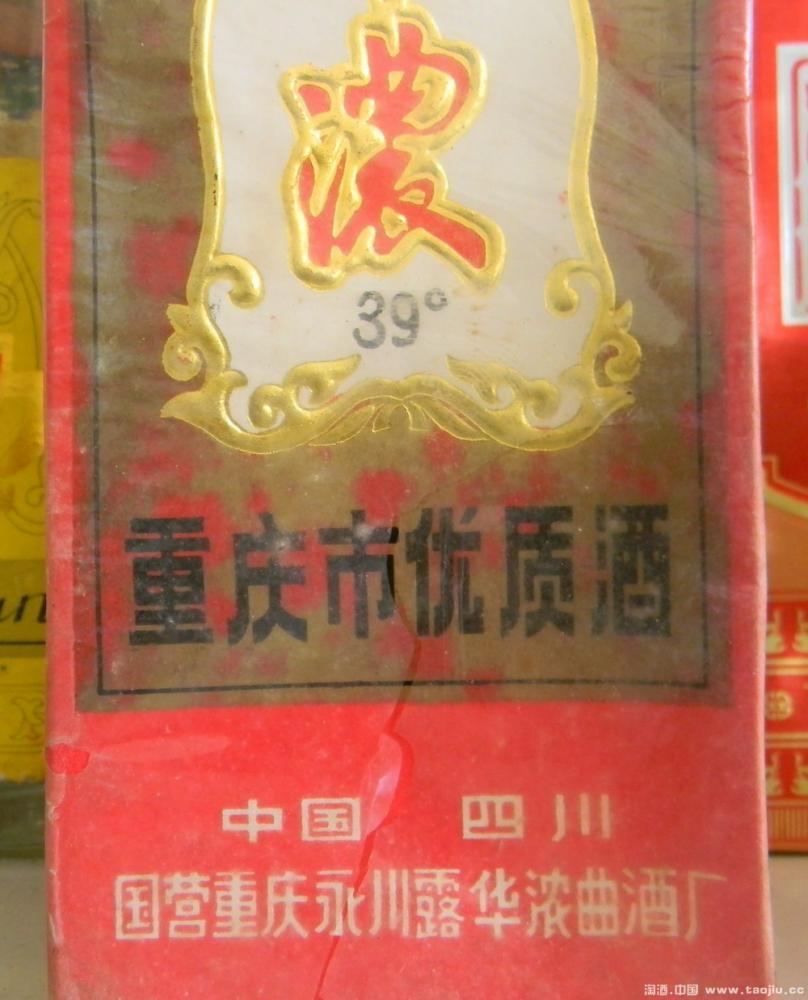 濃
39°
重庆市优质酒
中国 四川
国营重庆永川露华浓曲酒厂
淘酒.中国 www.taojiu.cc